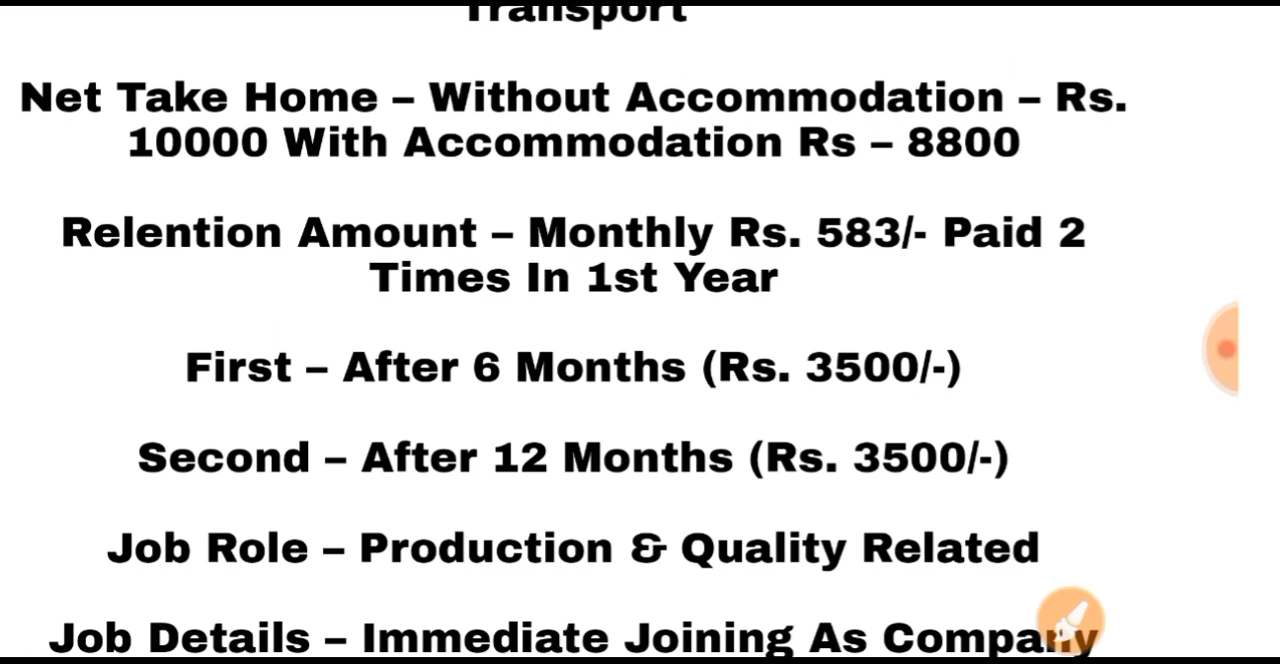 Transport
Net Take Home – Without Accommodation – Rs.
10000 With Accommodation Rs – 8800
Relention Amount – Monthly Rs. 583/- Paid 2
Times In 1st Year
First – After 6 Months (Rs. 3500/-)
Second – After 12 Months (Rs. 3500/-)
Job Role – Production & Quality Related
Job Details – Immediate Joining As Company